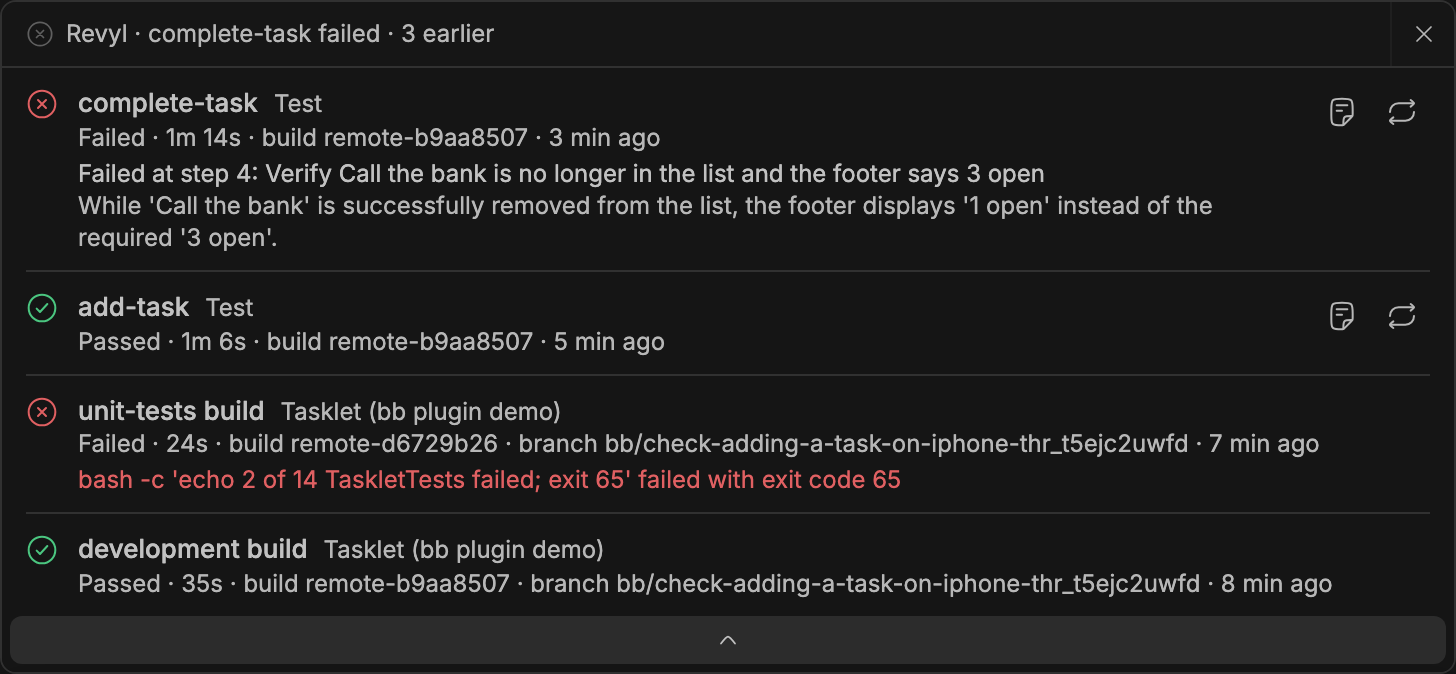 Revyl · complete-task failed · 3 earlier
complete-task Test
Failed · 1m 14s · build remote-b9aa8507 · 3 min ago
Failed at step 4: Verify Call the bank is no longer in the list and the footer says 3 open
While 'Call the bank' is successfully removed from the list, the footer displays '1 open' instead of the
required '3 open'.
add-task Test
Passed · 1m 6s · build remote-b9aa8507 · 5 min ago
unit-tests build Tasklet (bb plugin demo)
Failed · 24s · build remote-d6729b26 · branch bb/check-adding-a-task-on-iphone-thr_t5ejc2uwfd · 7 min ago
bash -c 'echo 2 of 14 TaskletTests failed; exit 65' failed with exit code 65
development build Tasklet (bb plugin demo)
Passed · 35s · build remote-b9aa8507 · branch bb/check-adding-a-task-on-iphone-thr_t5ejc2uwfd · 8 min ago